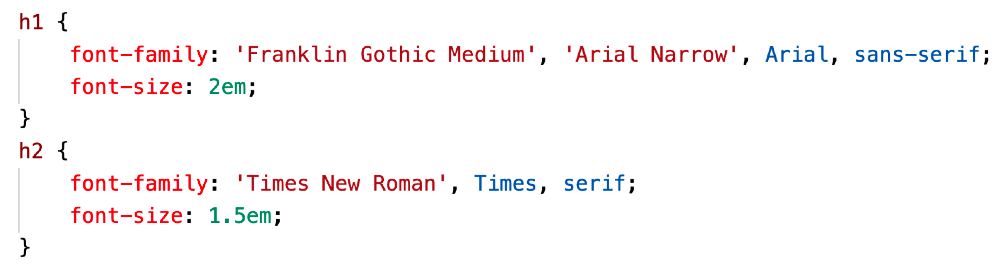 h1 {
    font-family: 'Franklin Gothic Medium', 'Arial Narrow', Arial, sans-serif;
    font-size: 2em;
}
h2 {
    font-family: 'Times New Roman', Times, serif;
    font-size: 1.5em;
}